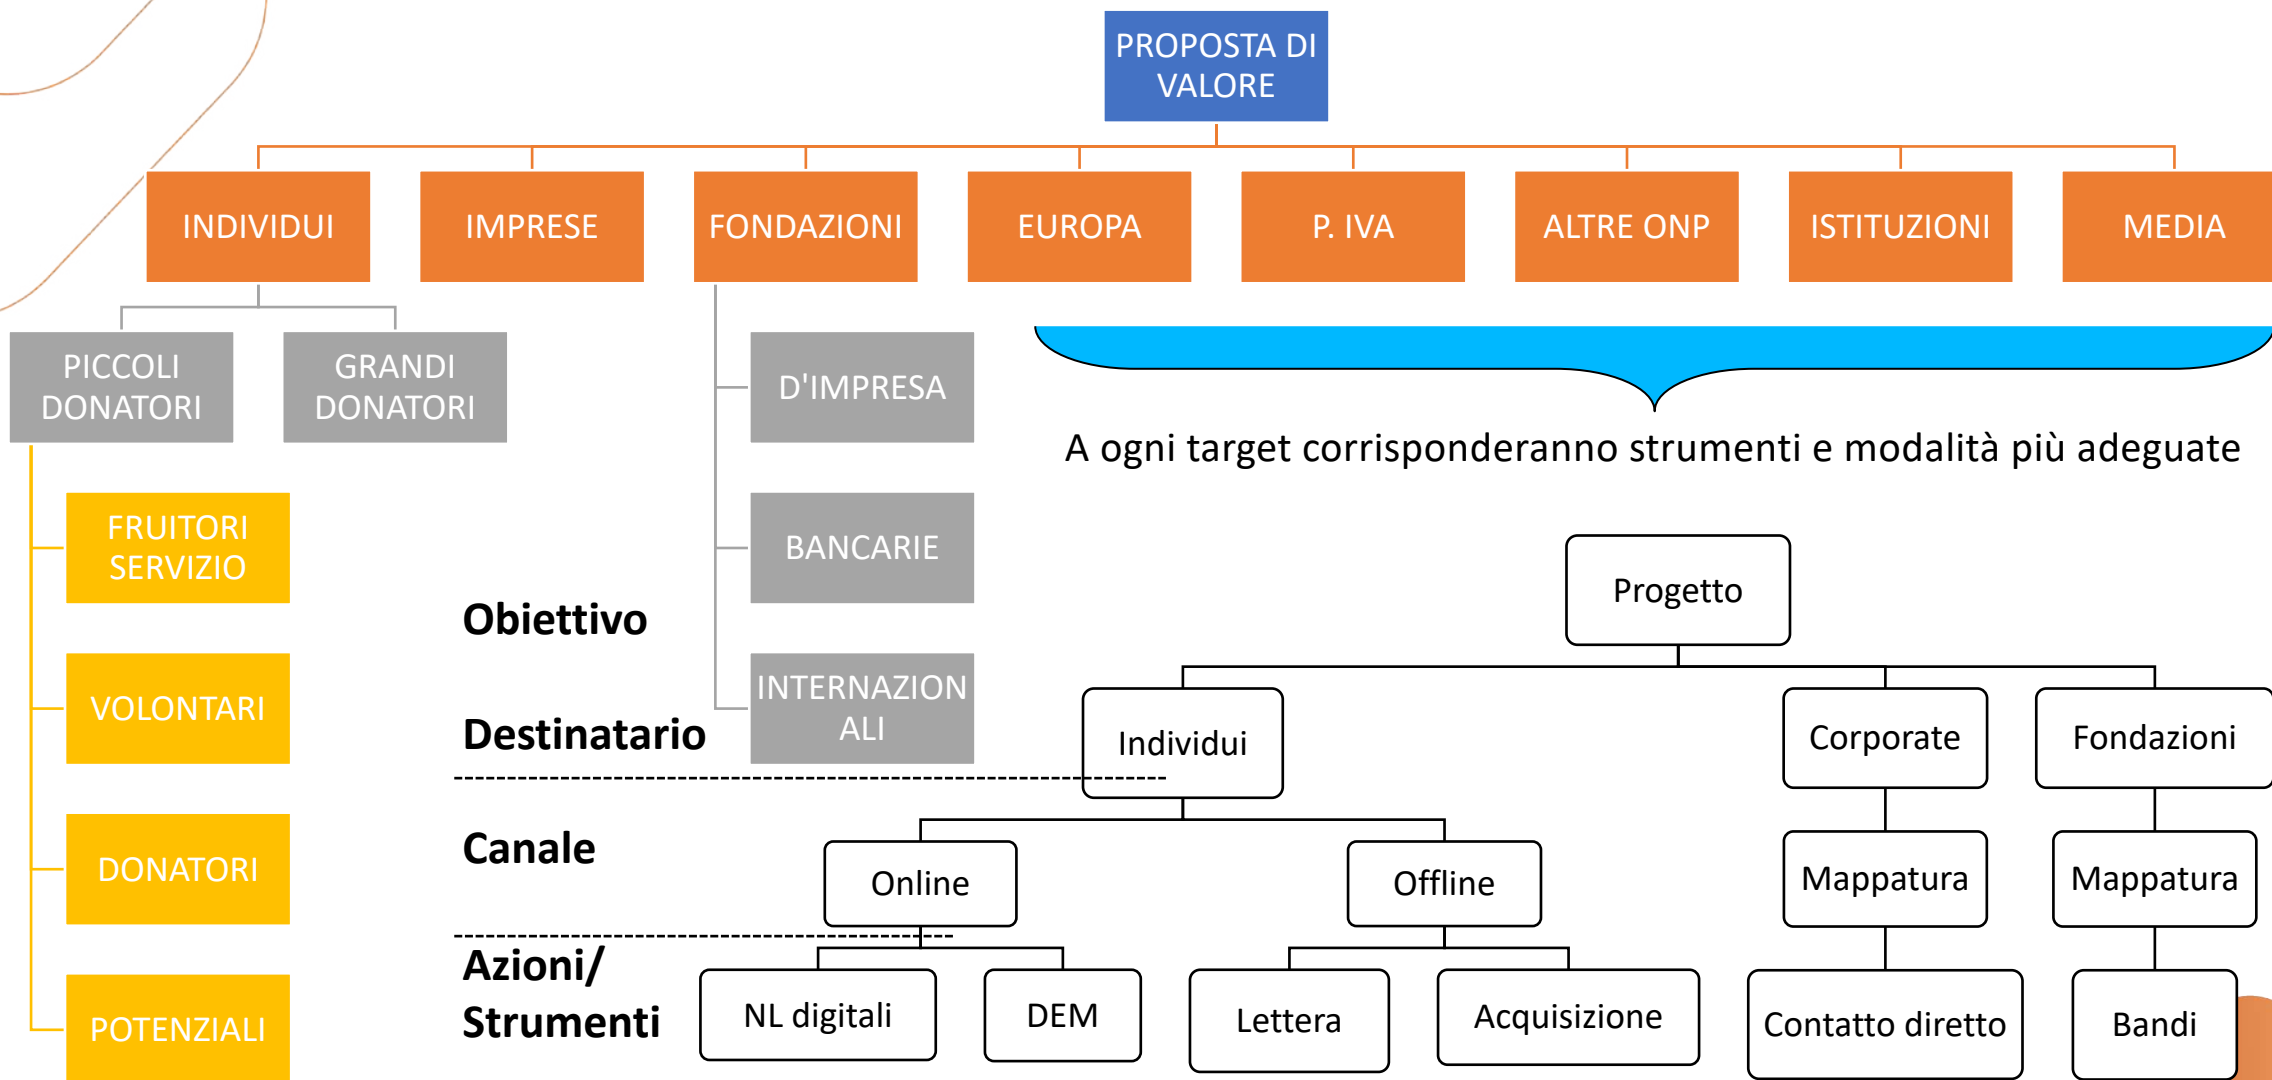 PROPOSTA DI
VALORE
INDIVIDUI
IMPRESE
FONDAZIONI
EUROPA
P. IVA
ALTRE ONP
ISTITUZIONI
MEDIA
PICCOLI
DONATORI
GRANDI
DONATORI
D'IMPRESA
A ogni target corrisponderanno strumenti e modalità più adeguate
FRUITORI
SERVIZIO
BANCARIE
VOLONTARI
INTERNAZION
ALI
DONATORI
POTENZIALI
Obiettivo
Progetto
Destinatario
Individui
Corporate
Fondazioni
Canale
Online
Offline
Mappatura
Mappatura
Azioni/
Strumenti
NL digitali
DEM
Lettera
Acquisizione
Contatto diretto
Bandi